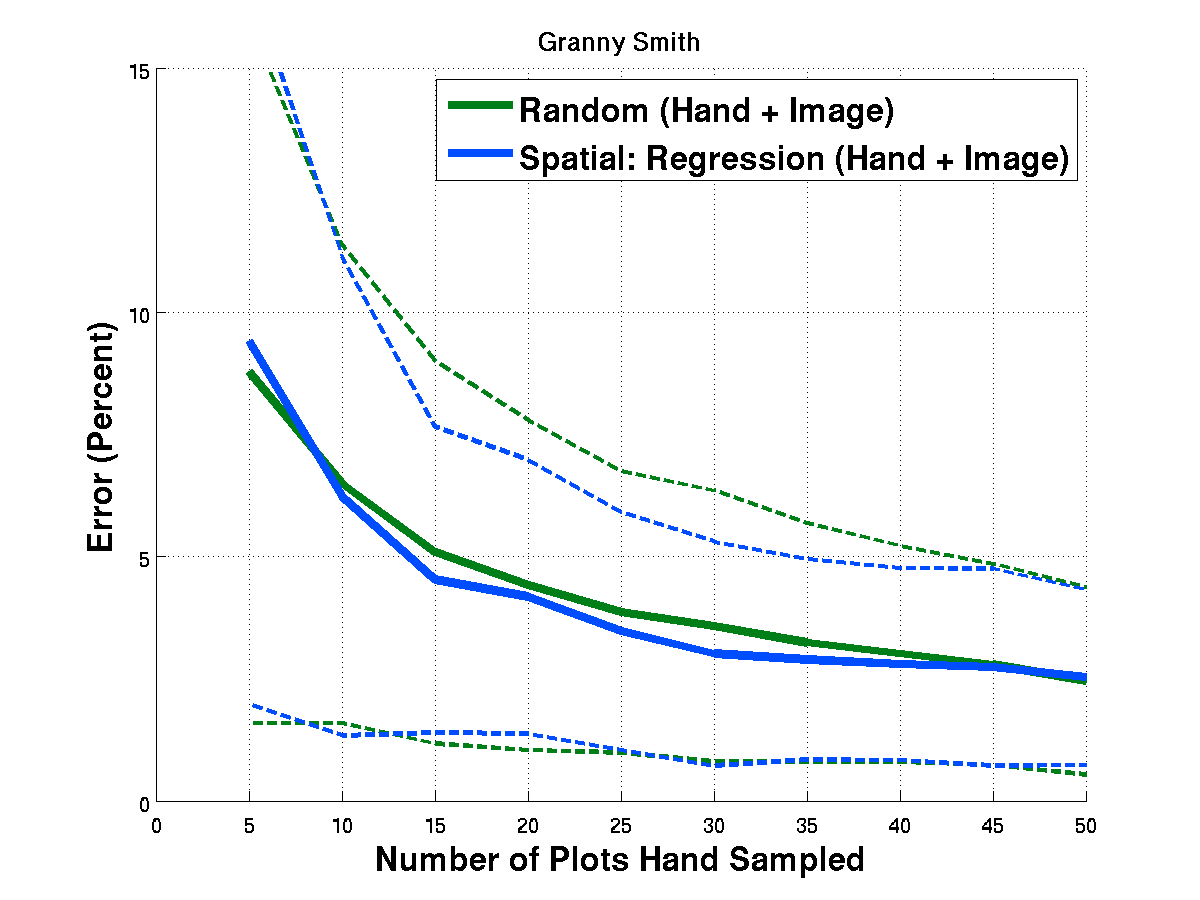 Granny Smith
15
Random (Hand + Image)
Spatial: Regression (Hand + Image)
10
Error (Percent)
5
0
0 5 10 15 20 25 30 35 40 45 50
Number of Plots Hand Sampled